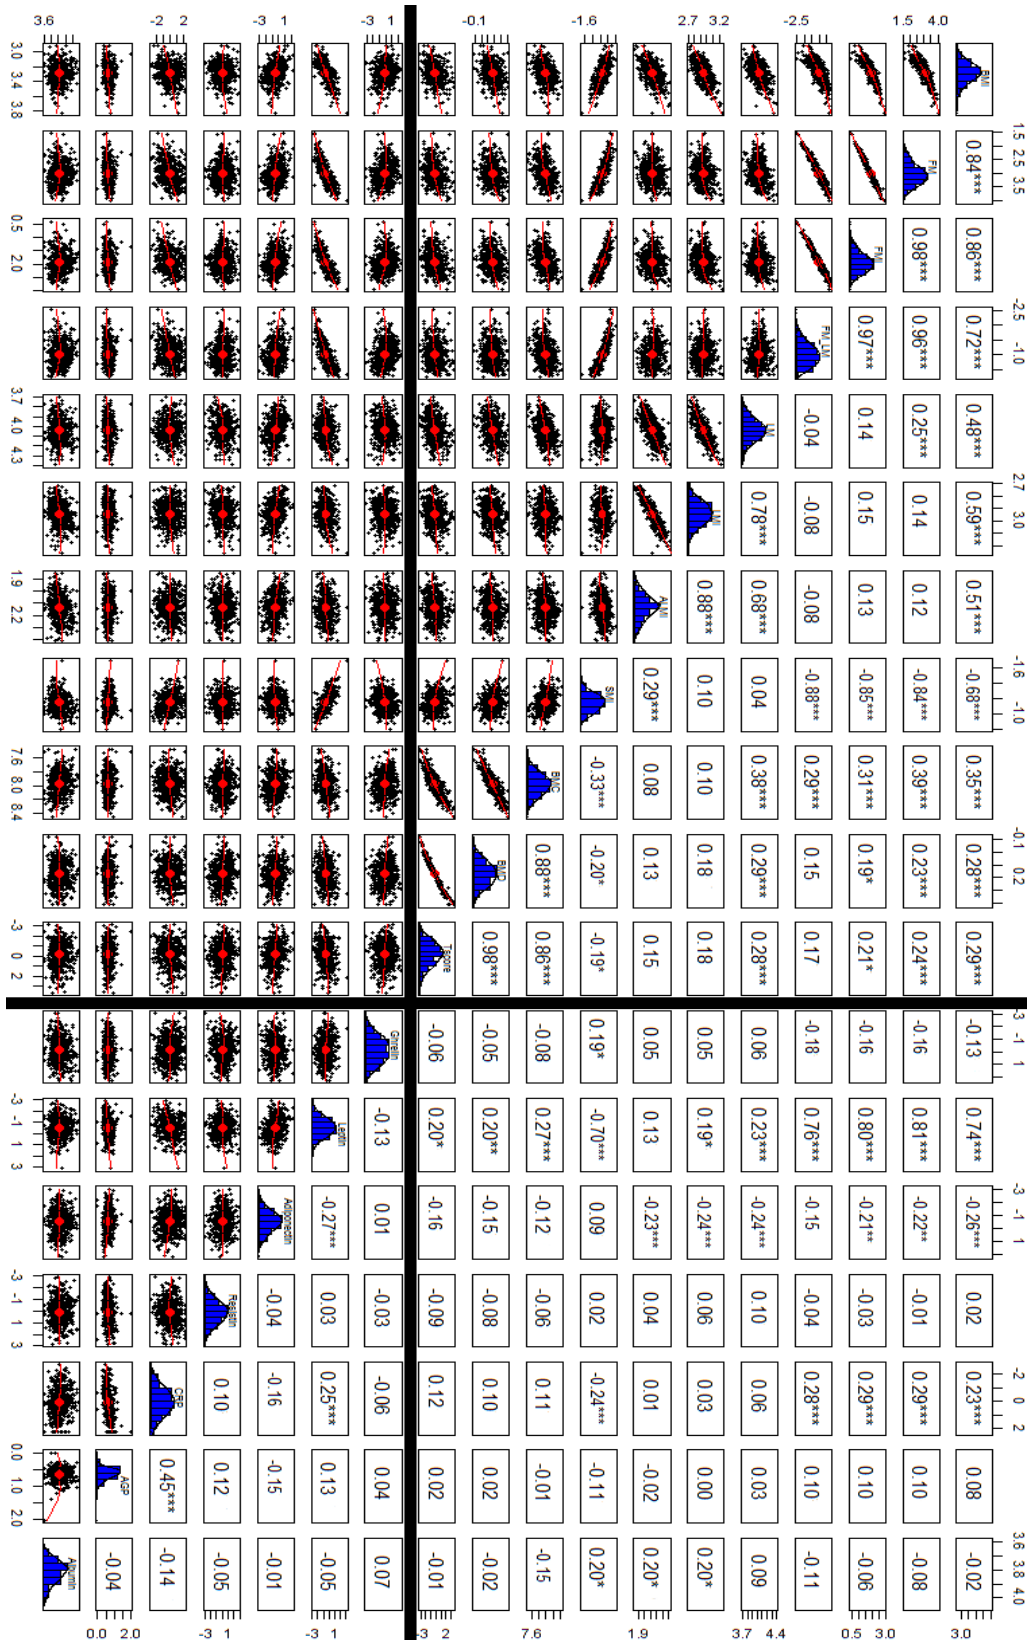 1.5 2.5 3.5 -2.5 -1.0 2.7 3.0 -1.6 -1.0 -0.1 0.2 -3 -1 1 -3 -1 1 -2 0 2 3.6 3.8 4.0
BMI 0.84*** 0.86*** 0.72*** 0.48*** 0.59*** 0.51*** -0.68*** 0.35*** 0.28*** 0.29*** -0.13 0.74*** -0.26*** 0.02 0.23*** 0.08 -0.02 3.0
1.5 4.0 FM 0.98*** 0.96*** 0.25*** 0.14 0.12 -0.84*** 0.39*** 0.23*** 0.24*** -0.16 0.81*** -0.22** -0.01 0.29*** 0.10 -0.08
FMI 0.97*** 0.14 0.15 0.13 -0.85*** 0.31*** 0.19* 0.21* -0.16 0.80*** -0.21** -0.03 0.29*** 0.10 -0.06 0.5 3.0
-2.5 FM_LM -0.04 -0.08 -0.08 -0.88*** 0.29*** 0.15 0.17 -0.18 0.76*** -0.15 -0.04 0.28*** 0.10 -0.11
LM 0.78*** 0.68*** 0.04 0.38*** 0.29*** 0.28*** 0.06 0.23*** -0.24*** 0.10 0.06 0.03 0.09 3.7 4.4
2.7 3.2 LMI 0.88*** 0.10 0.10 0.18 0.18 0.05 0.19* -0.24*** 0.06 0.03 0.00 0.20*
ALMI 0.29*** 0.08 0.13 0.15 0.05 0.13 -0.23*** 0.04 0.01 -0.02 0.20* 1.9
-1.6 SMI -0.33*** -0.20* -0.19* 0.19* -0.70*** 0.09 0.02 -0.24*** -0.11 0.20*
BMC 0.88*** 0.86*** -0.08 0.27*** -0.12 -0.06 0.11 -0.01 -0.15 7.6
-0.1 BMD 0.98*** -0.05 0.20** -0.15 -0.08 0.10 0.02 -0.02
Tscore -0.06 0.20* -0.16 -0.09 0.12 0.02 -0.01 -3 2
-3 1 Ghrelin -0.13 0.01 -0.03 -0.06 0.04 0.07
Leptin -0.27*** 0.03 0.25*** 0.13 -0.05 -3 1
-3 1 Adiponectin -0.04 -0.16 -0.15 -0.01
Resistin 0.10 0.12 -0.05 -3 1
-2 2 CRP 0.45*** -0.14
AGP -0.04 0.0 2.0
3.6 Albumin
3.0 3.4 3.8 0.5 2.0 3.7 4.0 4.3 1.9 2.2 7.6 8.0 8.4 -3 0 2 -3 -1 1 3 -3 -1 1 3 0.0 1.0 2.0